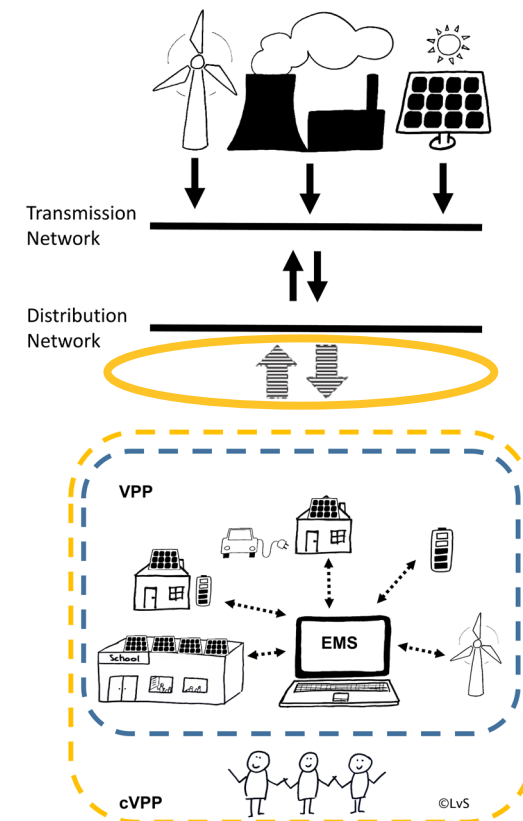 Transmission
Network
Distribution
Network
VPP
EMS
School
cVPP
©LvS